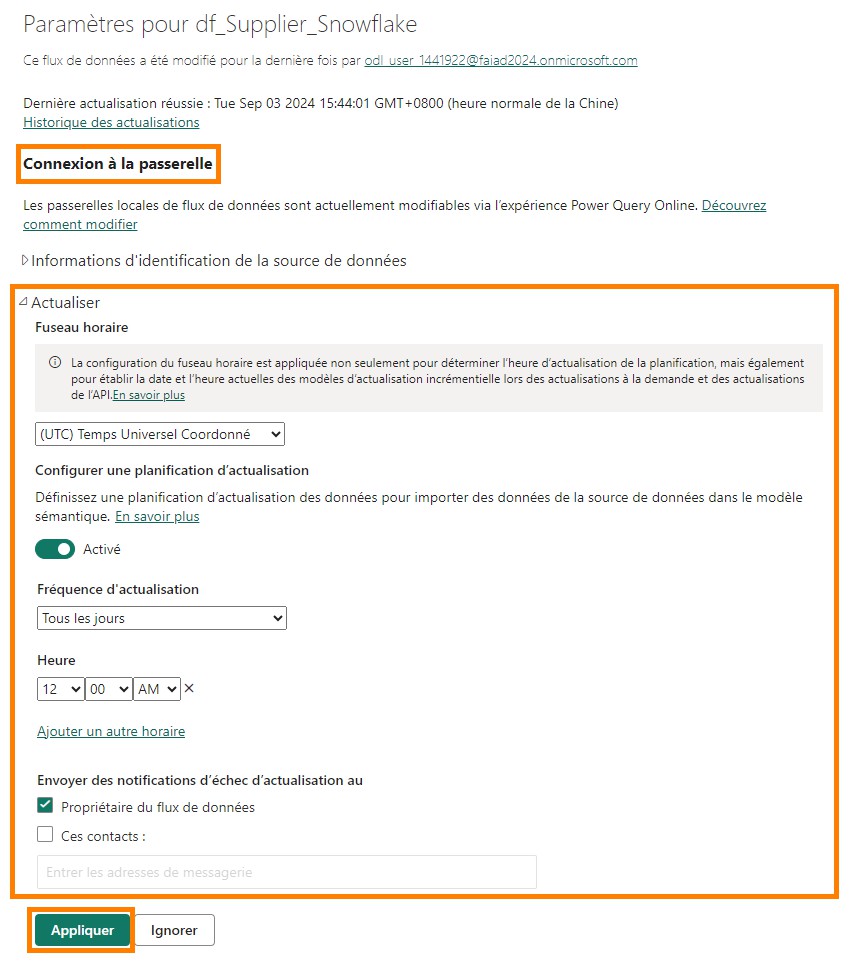 Paramètres pour df_Supplier_Snowflake
Ce flux de données a été modifié pour la dernière fois par odl_user_1441922@faiad2024.onmicrosoft.com
Dernière actualisation réussie : Tue Sep 03 2024 15:44:01 GMT+0800 (heure normale de la Chine)
Historique des actualisations
Connexion à la passerelle
Les passerelles locales de flux de données sont actuellement modifiables via l’expérience Power Query Online. Découvrez
comment modifier
Informations d'identification de la source de données
Actualiser
Fuseau horaire
La configuration du fuseau horaire est appliquée non seulement pour déterminer l’heure d’actualisation de la planification, mais également
pour établir la date et l’heure actuelles des modèles d’actualisation incrémentielle lors des actualisations à la demande et des actualisations
de l’API.En savoir plus
(UTC) Temps Universel Coordonné
Configurer une planification d’actualisation
Définissez une planification d’actualisation des données pour importer des données de la source de données dans le modèle
sémantique. En savoir plus
Activé
Fréquence d'actualisation
Tous les jours
Heure
12 00 AM
Ajouter un autre horaire
Envoyer des notifications d’échec d’actualisation au
Propriétaire du flux de données
Ces contacts :
Entrer les adresses de messagerie
Appliquer Ignorer